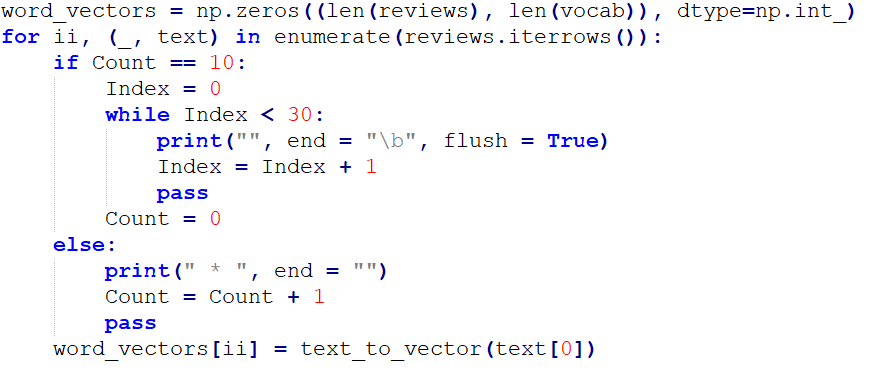 word_vectors = np.zeros((len(reviews), len(vocab)), dtype=np.int_)
for ii, (_, text) in enumerate(reviews.iterrows()):
    if Count == 10:
        Index = 0
        while Index < 30:
            print("", end = "\b", flush = True)
            Index = Index + 1
            pass
        Count = 0
    else:
        print(" * ", end = "")
        Count = Count + 1
        pass
    word_vectors[ii] = text_to_vector(text[0])